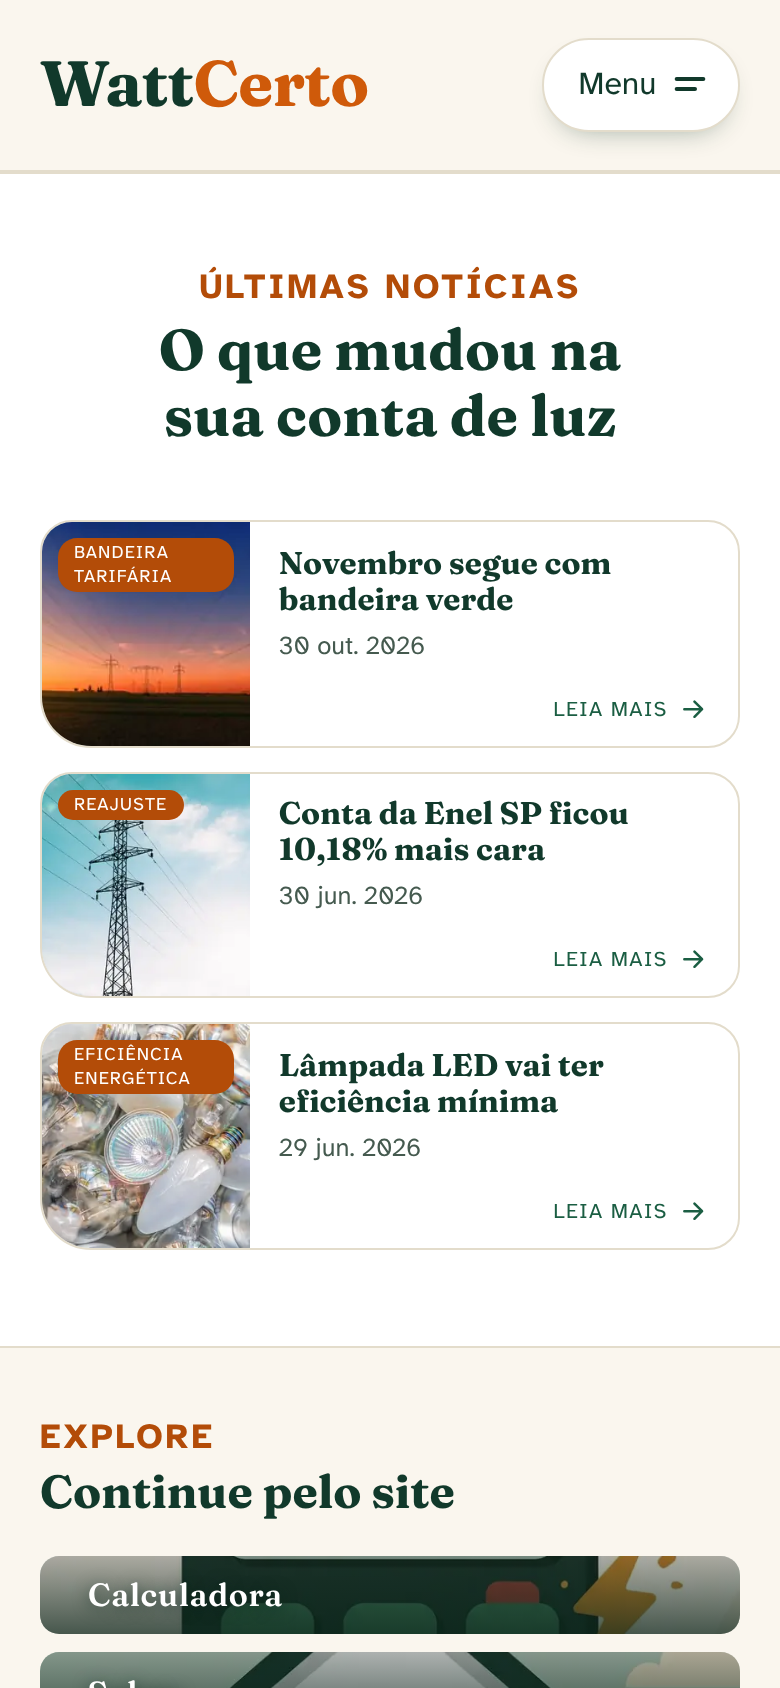 WattCerto
Menu
ÚLTIMAS NOTÍCIAS
O que mudou na
sua conta de luz
BANDEIRA
TARIFÁRIA
Novembro segue com
bandeira verde
30 out. 2026
LEIA MAIS
REAJUSTE
Conta da Enel SP ficou
10,18% mais cara
30 jun. 2026
LEIA MAIS
EFICIÊNCIA
ENERGÉTICA
Lâmpada LED vai ter
eficiência mínima
29 jun. 2026
LEIA MAIS
EXPLORE
Continue pelo site
Calculadora